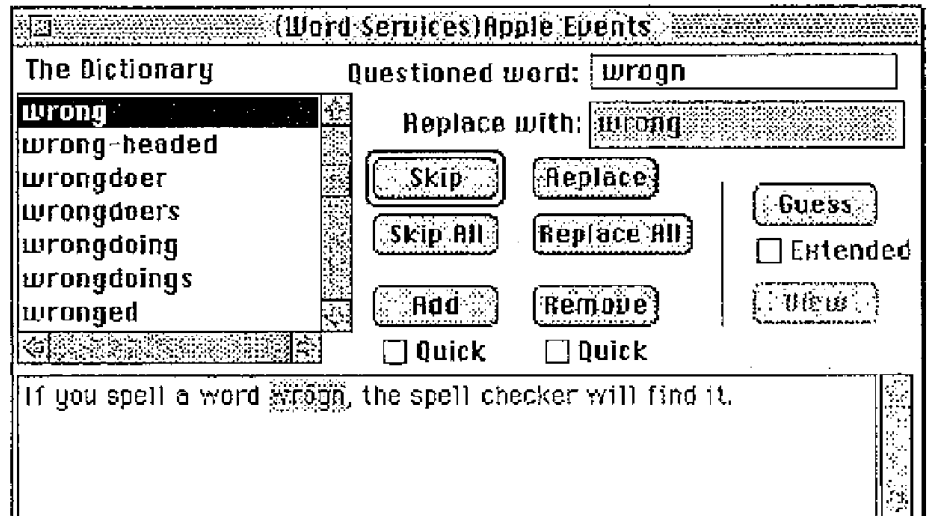 (Word Services)Apple Events
The Dictionary
Questioned word: wrogn
Replace with: wrong
wrong
wrong-headed
wrongdoer
wrongdoers
wrongdoing
wrongdoings
wronged
Skip
Replace
Skip All
Replace All
Guess
Extended
Add
Remove
View
Quick
Quick
If you spell a word wrogn, the spell checker will find it.